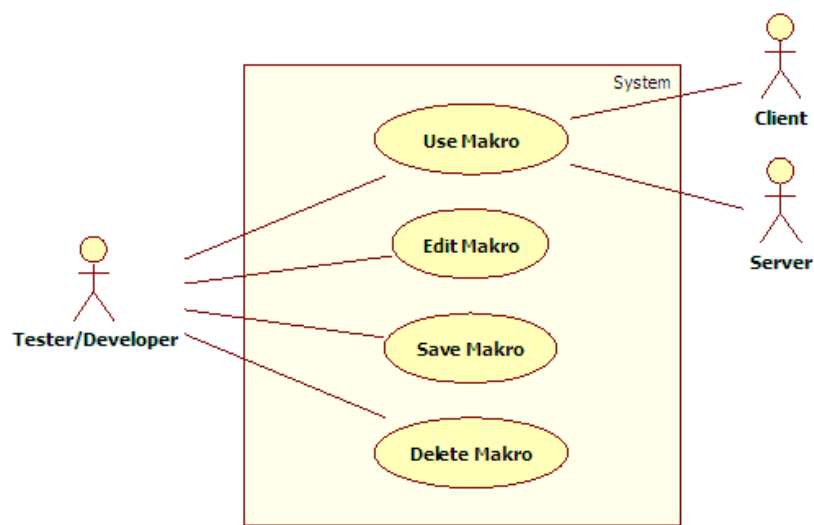 System
Client
Use Makro
Server
Edit Makro
Tester/Developer
Save Makro
Delete Makro